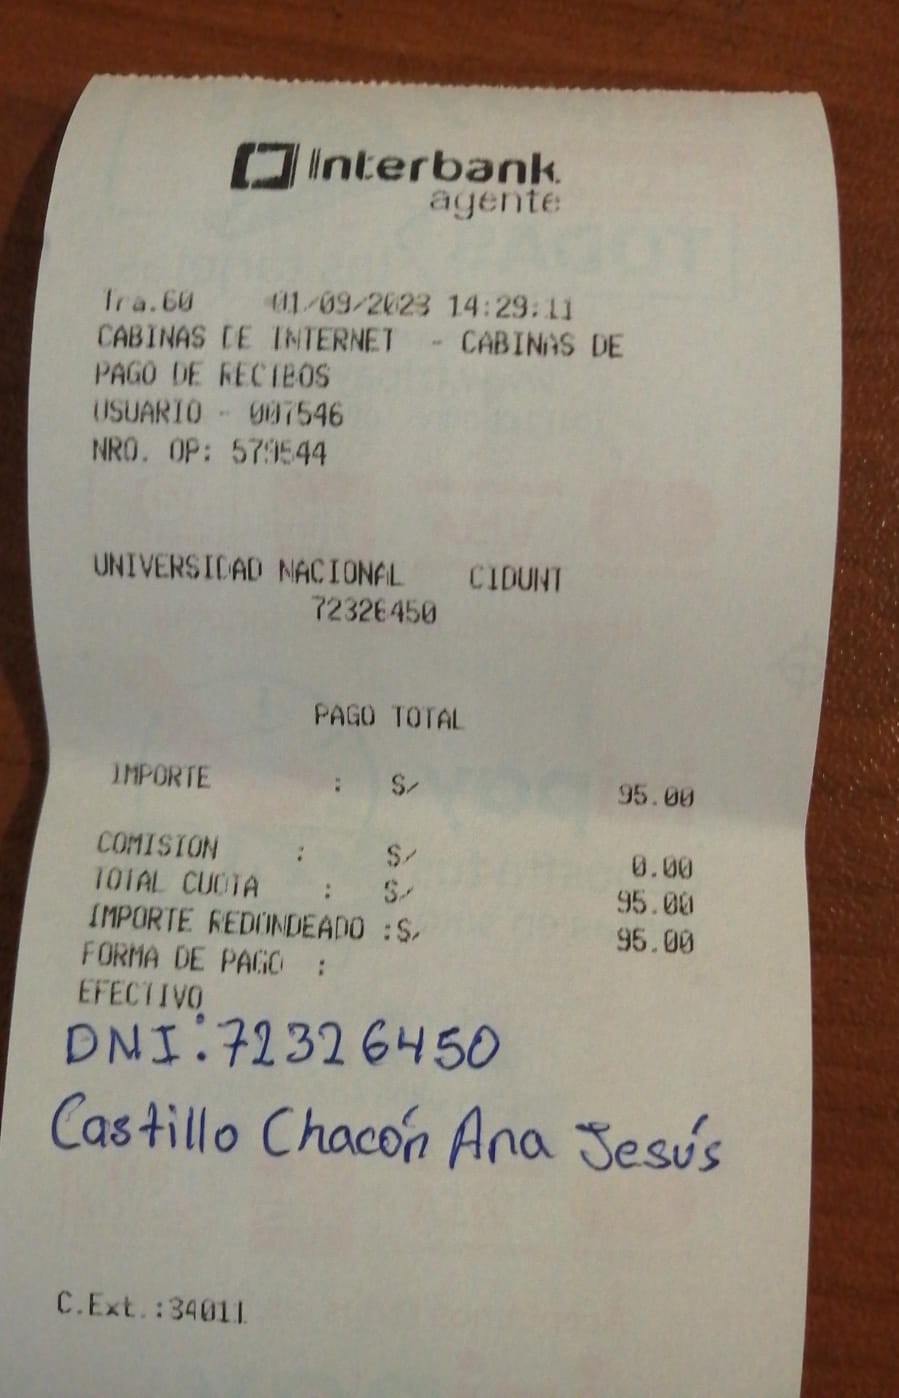 Interbank
agente
Tra.60 01/09/2023 14:29:11
CABINAS DE INTERNET - CABINAS DE
PAGO DE RECIBOS
USUARIO - 007546
NRO. OP: 579544
UNIVERSIDAD NACIONAL CIDUNT
72326450
PAGO TOTAL
IMPORTE : S/ 95.00
COMISION : S/ 0.00
TOTAL CUOTA : S/ 95.00
IMPORTE REDONDEADO :S/ 95.00
FORMA DE PAGO :
EFECTIVO
DNI: 72326450
Castillo Chacón Ana Jesús
C.Ext.:34011